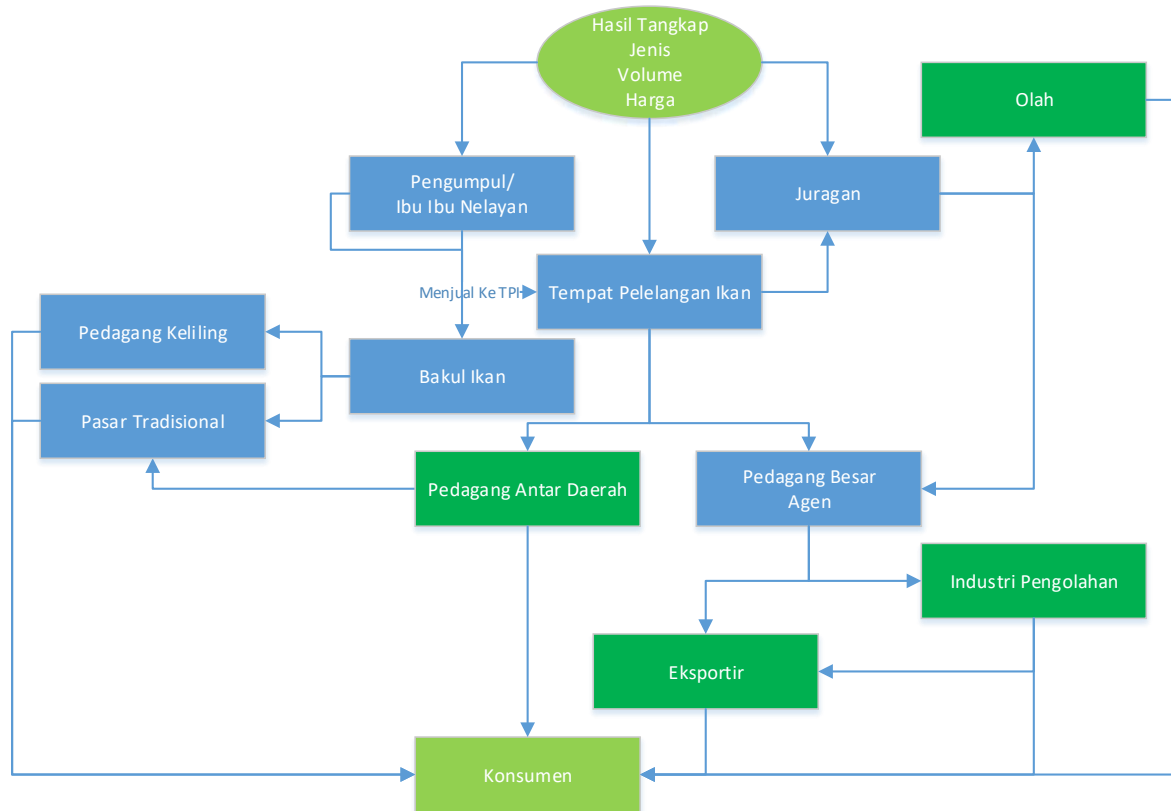 Hasil Tangkap
Jenis
Volume
Harga
Olah
Pengumpul/
Ibu Ibu Nelayan
Juragan
Menjual Ke TPI
Tempat Pelelangan Ikan
Pedagang Keliling
Bakul Ikan
Pasar Tradisional
Pedagang Antar Daerah
Pedagang Besar
Agen
Industri Pengolahan
Eksportir
Konsumen